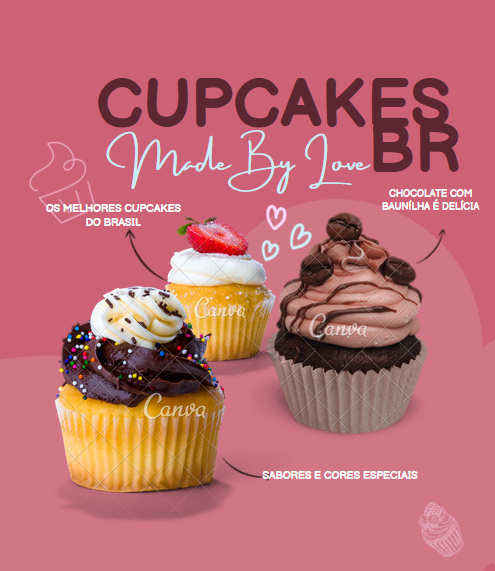 CUPCAKES
BR
Made By Love
OS MELHORES CUPCAKES
DO BRASIL
CHOCOLATE COM
BAUNÍLHA É DELÍCIA
Canva
Canva
Canva
SABORES E CORES ESPECIAIS